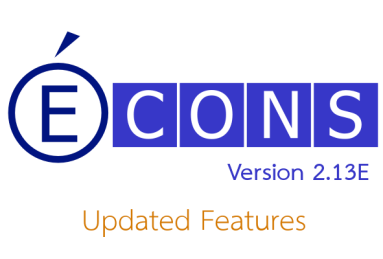 ÉCONS
Version 2.13E
Updated Features